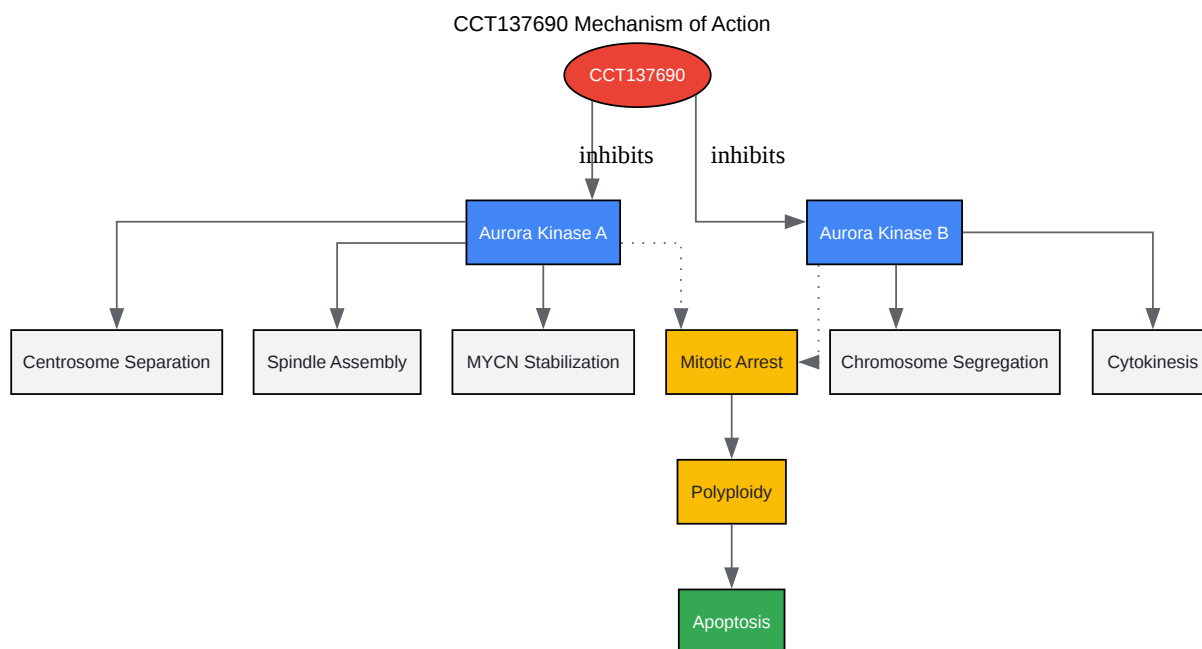 CCT137690 Mechanism of Action
CCT137690
inhibits
inhibits
Aurora Kinase A
Aurora Kinase B
Centrosome Separation
Spindle Assembly
MYCN Stabilization
Mitotic Arrest
Chromosome Segregation
Cytokinesis
Polyploidy
Apoptosis